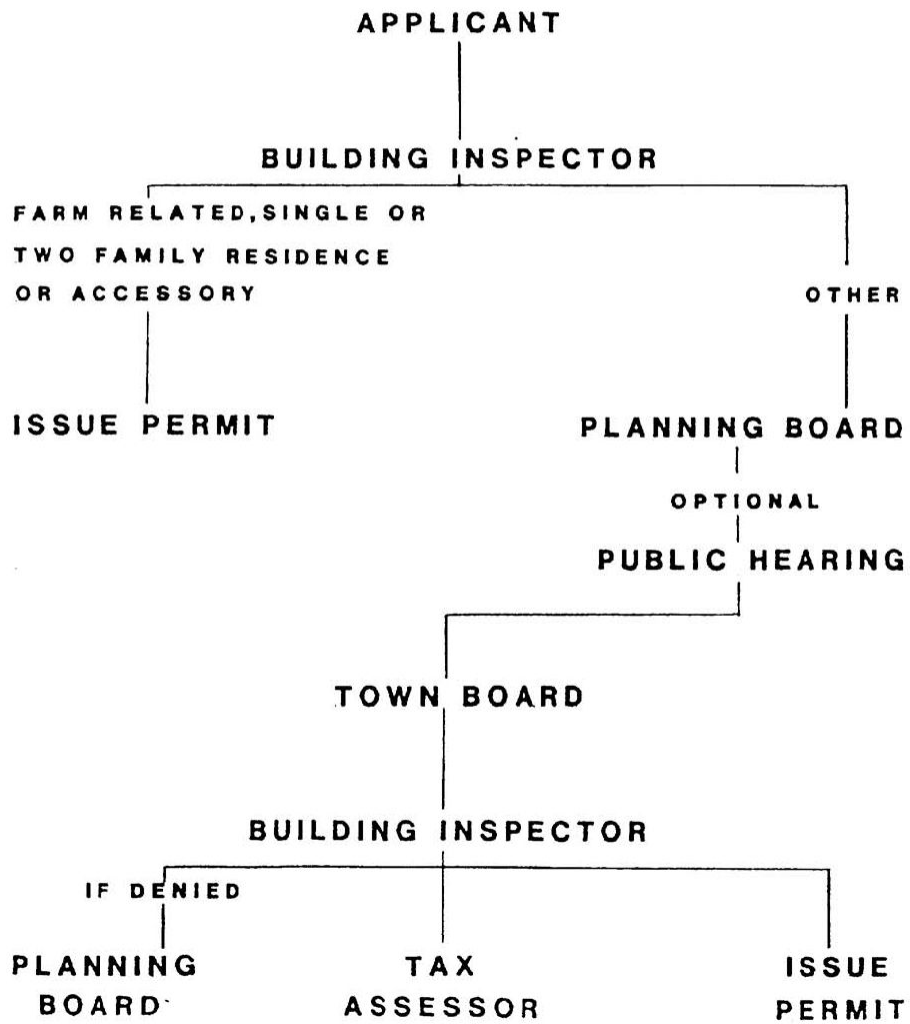 APPLICANT
BUILDING INSPECTOR
FARM RELATED, SINGLE OR
TWO FAMILY RESIDENCE
OR ACCESSORY
OTHER
ISSUE PERMIT
PLANNING BOARD
OPTIONAL
PUBLIC HEARING
TOWN BOARD
BUILDING INSPECTOR
IF DENIED
PLANNING
BOARD
TAX
ASSESSOR
ISSUE
PERMIT